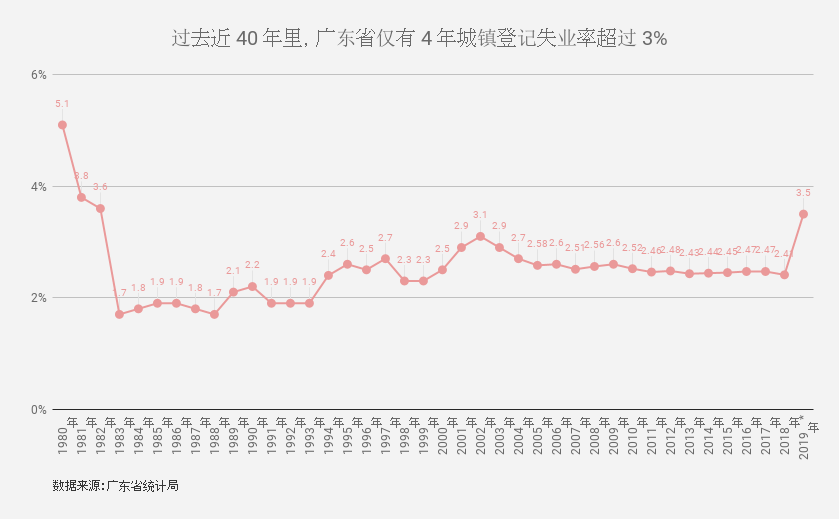 过去近 40 年里, 广东省仅有 4 年城镇登记失业率超过 3%
6%
4%
2%
0%
5.1
3.8
3.6
1.7
1.8
1.9
1.9
1.8
1.7
2.1
2.2
1.9
1.9
1.9
2.4
2.6
2.5
2.7
2.3
2.3
2.5
2.9
3.1
2.9
2.7
2.58
2.6
2.51
2.56
2.6
2.52
2.46
2.48
2.43
2.44
2.45
2.47
2.47
2.41
3.5
1980 年
1981 年
1982 年
1983 年
1984 年
1985 年
1986 年
1987 年
1988 年
1989 年
1990 年
1991 年
1992 年
1993 年
1994 年
1995 年
1996 年
1997 年
1998 年
1999 年
2000 年
2001 年
2002 年
2003 年
2004 年
2005 年
2006 年
2007 年
2008 年
2009 年
2010 年
2011 年
2012 年
2013 年
2014 年
2015 年
2016 年
2017 年
2018 年
2019 年*
数据来源:广东省统计局